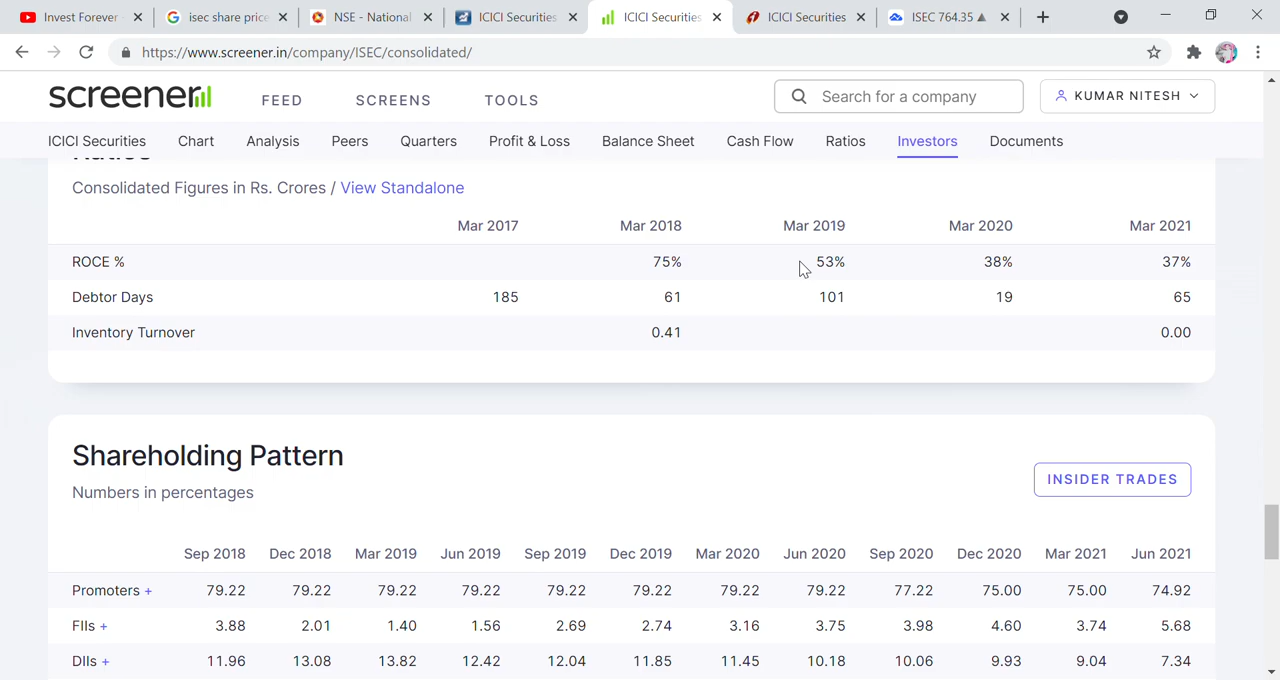 Invest Forever
isec share price
NSE - National
ICICI Securities
ICICI Securities
ICICI Securities
ISEC 764.35 ▲
https://www.screener.in/company/ISEC/consolidated/
screener
FEED
SCREENS
TOOLS
Search for a company
KUMAR NITESH
ICICI Securities Chart Analysis Peers Quarters Profit & Loss Balance Sheet Cash Flow Ratios Investors Documents
Ratios
Consolidated Figures in Rs. Crores / View Standalone
Mar 2017 Mar 2018 Mar 2019 Mar 2020 Mar 2021
ROCE % 75% 53% 38% 37%
Debtor Days 185 61 101 19 65
Inventory Turnover 0.41 0.00
Shareholding Pattern
Numbers in percentages
INSIDER TRADES
Sep 2018 Dec 2018 Mar 2019 Jun 2019 Sep 2019 Dec 2019 Mar 2020 Jun 2020 Sep 2020 Dec 2020 Mar 2021 Jun 2021
Promoters + 79.22 79.22 79.22 79.22 79.22 79.22 79.22 79.22 77.22 75.00 75.00 74.92
FIIs + 3.88 2.01 1.40 1.56 2.69 2.74 3.16 3.75 3.98 4.60 3.74 5.68
DIIs + 11.96 13.08 13.82 12.42 12.04 11.85 11.45 10.18 10.06 9.93 9.04 7.34